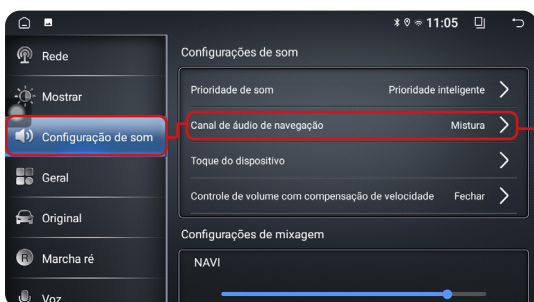 11:05
Rede
Mostrar
Configuração de som
Geral
Original
R Marcha ré
Voz
Configurações de som
Prioridade de som Prioridade inteligente
Canal de áudio de navegação Mistura
Toque do dispositivo
Controle de volume com compensação de velocidade Fechar
Configurações de mixagem
NAVI